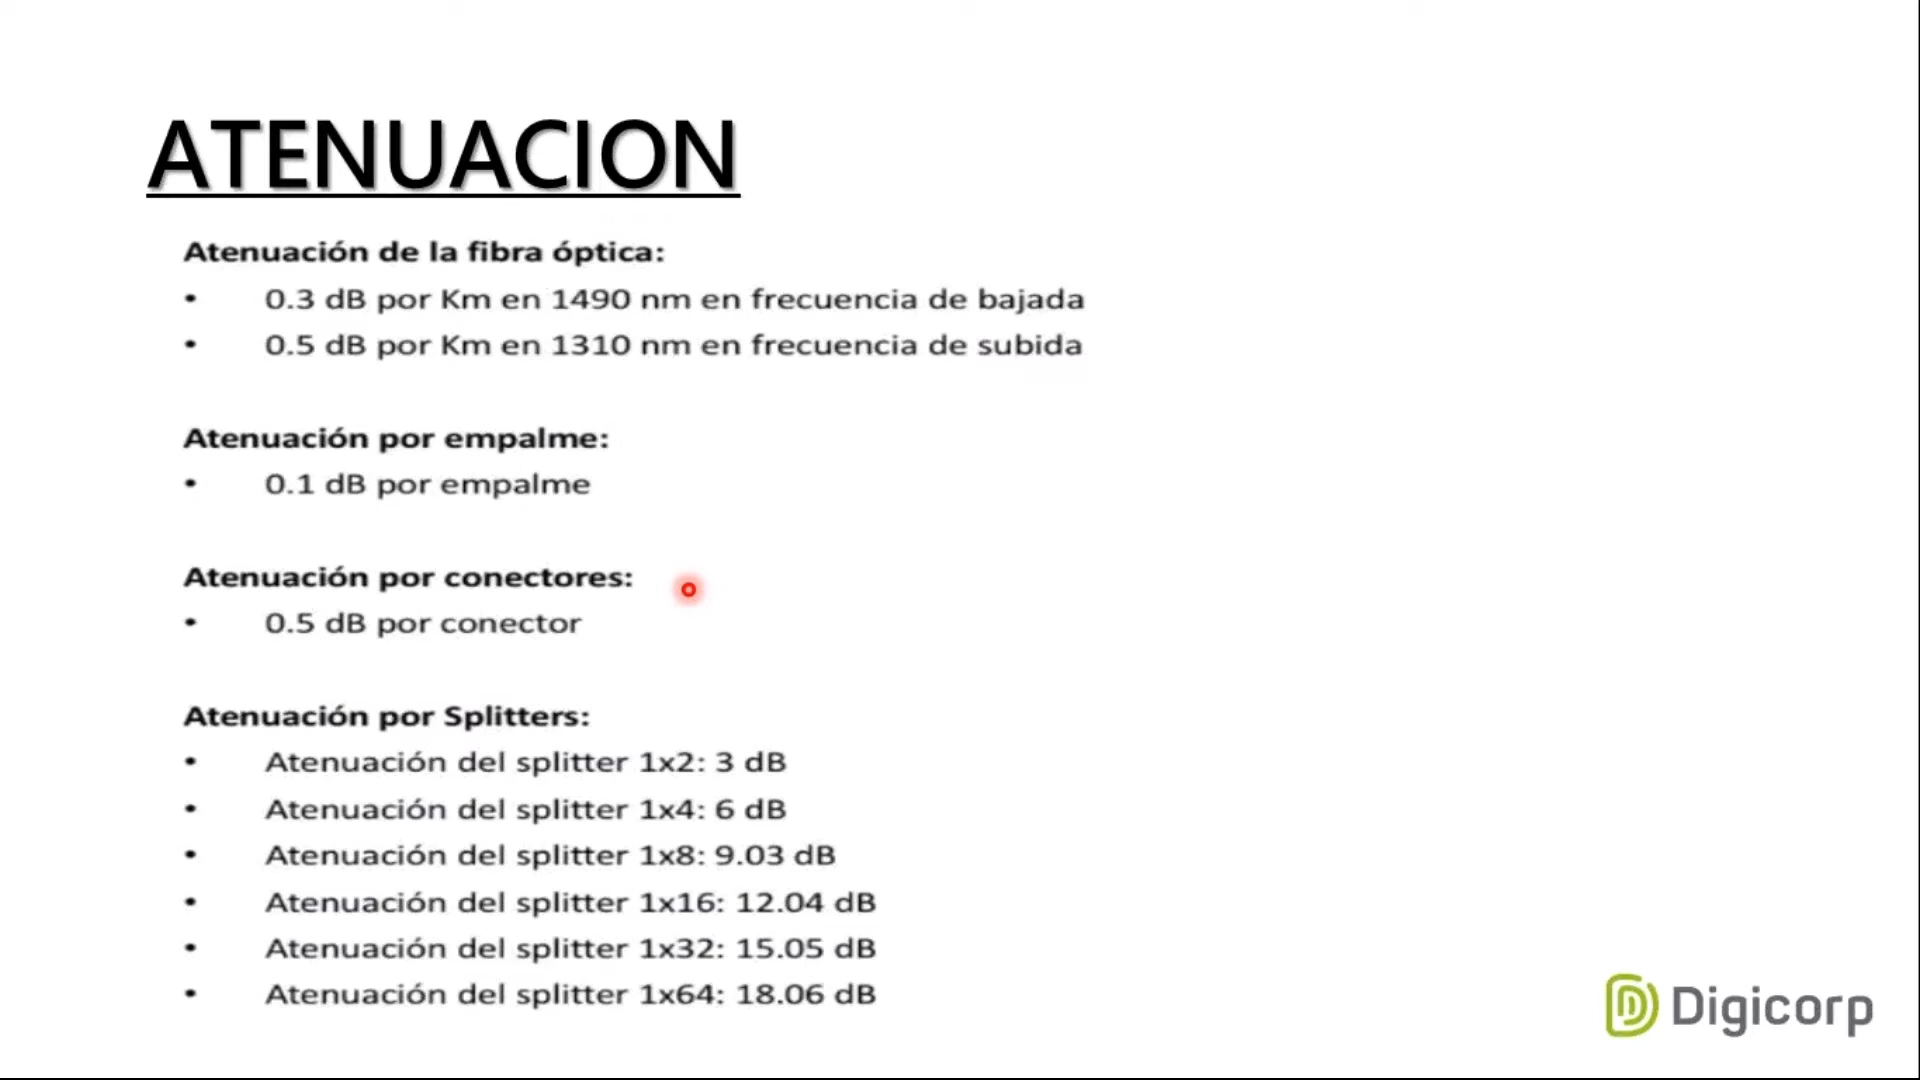 ATENUACION
Atenuación de la fibra óptica:
• 0.3 dB por Km en 1490 nm en frecuencia de bajada
• 0.5 dB por Km en 1310 nm en frecuencia de subida
Atenuación por empalme:
• 0.1 dB por empalme
Atenuación por conectores:
• 0.5 dB por conector
Atenuación por Splitters:
• Atenuación del splitter 1x2: 3 dB
• Atenuación del splitter 1x4: 6 dB
• Atenuación del splitter 1x8: 9.03 dB
• Atenuación del splitter 1x16: 12.04 dB
• Atenuación del splitter 1x32: 15.05 dB
• Atenuación del splitter 1x64: 18.06 dB
Digicorp